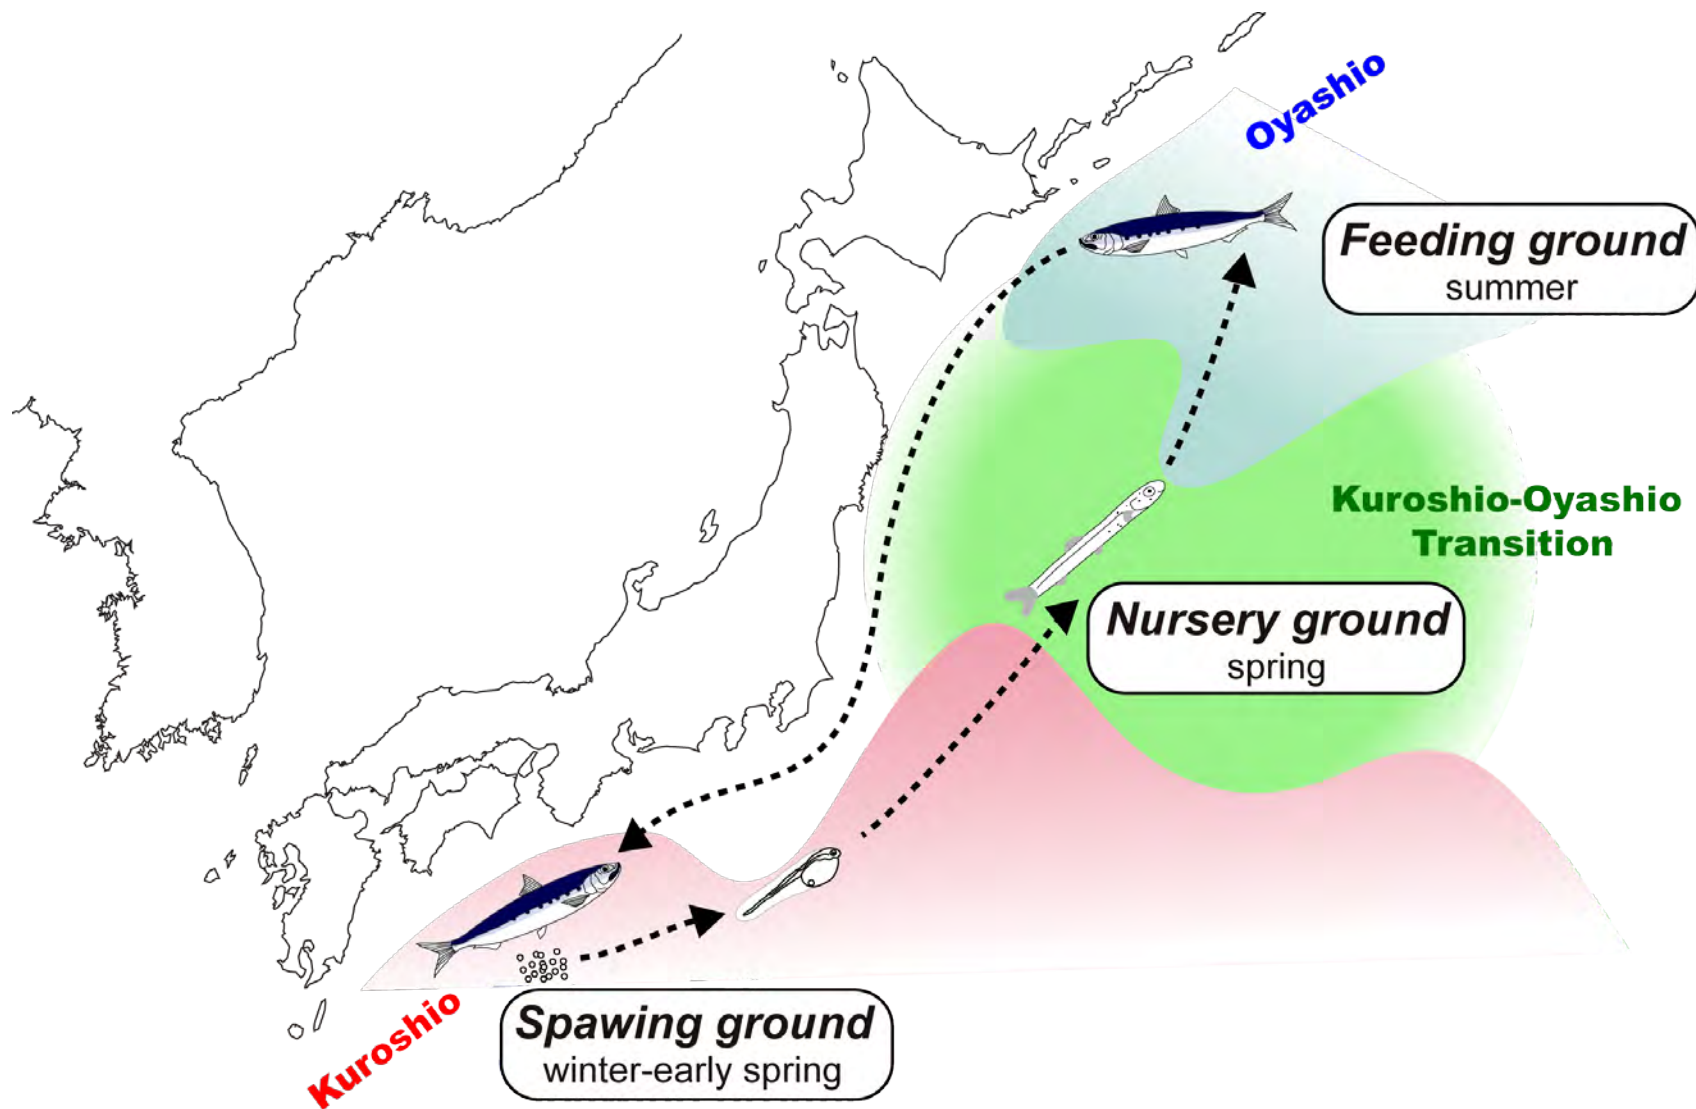 Oyashio
Feeding ground
summer
Kuroshio-Oyashio
Transition
Nursery ground
spring
Kuroshio
Spawing ground
winter-early spring